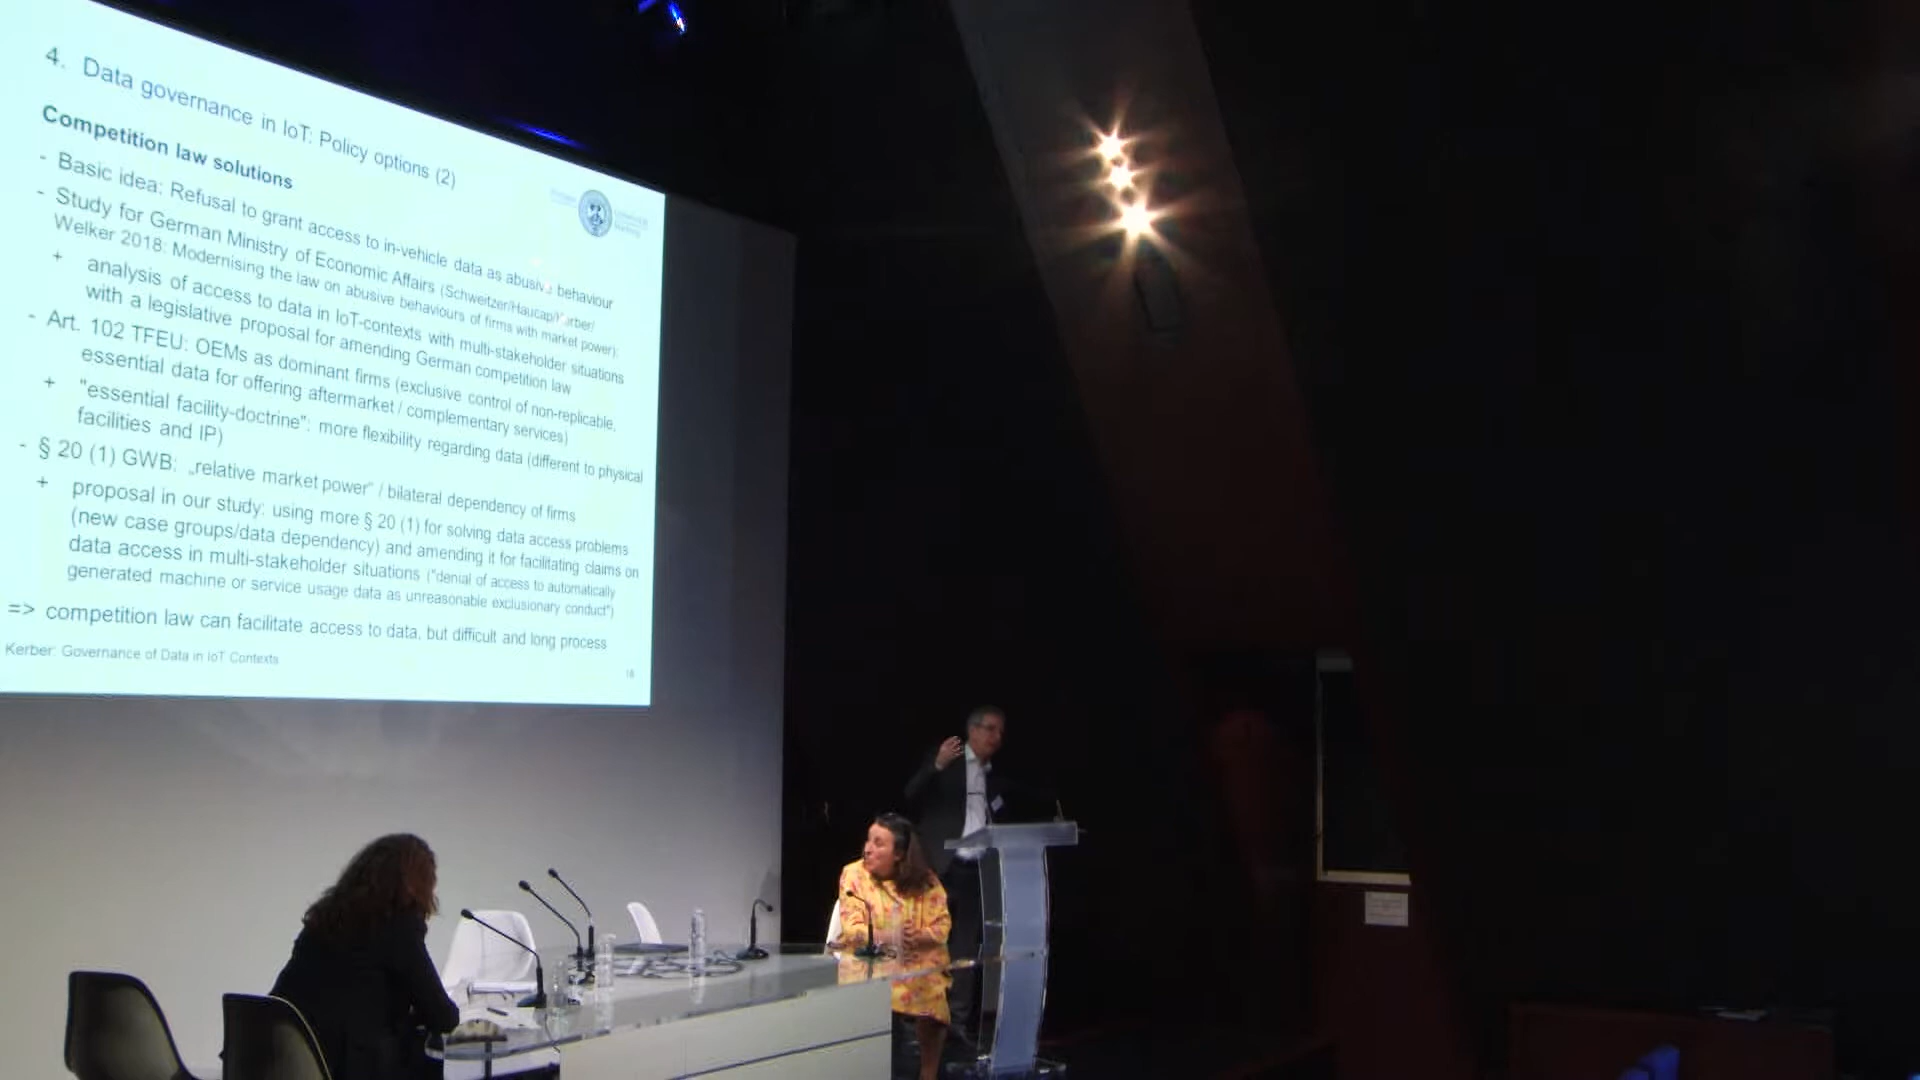 4. Data governance in IoT: Policy options (2)
Competition law solutions
- Basic idea: Refusal to grant access to in-vehicle data as abusive behaviour
- Study for German Ministry of Economic Affairs (Schweitzer/Haucap/Kerber/
Welker 2018: Modernising the law on abusive behaviours of firms with market power):
+ analysis of access to data in IoT-contexts with multi-stakeholder situations
with a legislative proposal for amending German competition law
- Art. 102 TFEU: OEMs as dominant firms (exclusive control of non-replicable,
essential data for offering aftermarket / complementary services)
+ "essential facility-doctrine": more flexibility regarding data (different to physical
facilities and IP)
- § 20 (1) GWB: „relative market power" / bilateral dependency of firms
+ proposal in our study: using more § 20 (1) for solving data access problems
(new case groups/data dependency) and amending it for facilitating claims on
data access in multi-stakeholder situations ("denial of access to automatically
generated machine or service usage data as unreasonable exclusionary conduct")
=> competition law can facilitate access to data, but difficult and long process
Kerber: Governance of Data in IoT Contexts